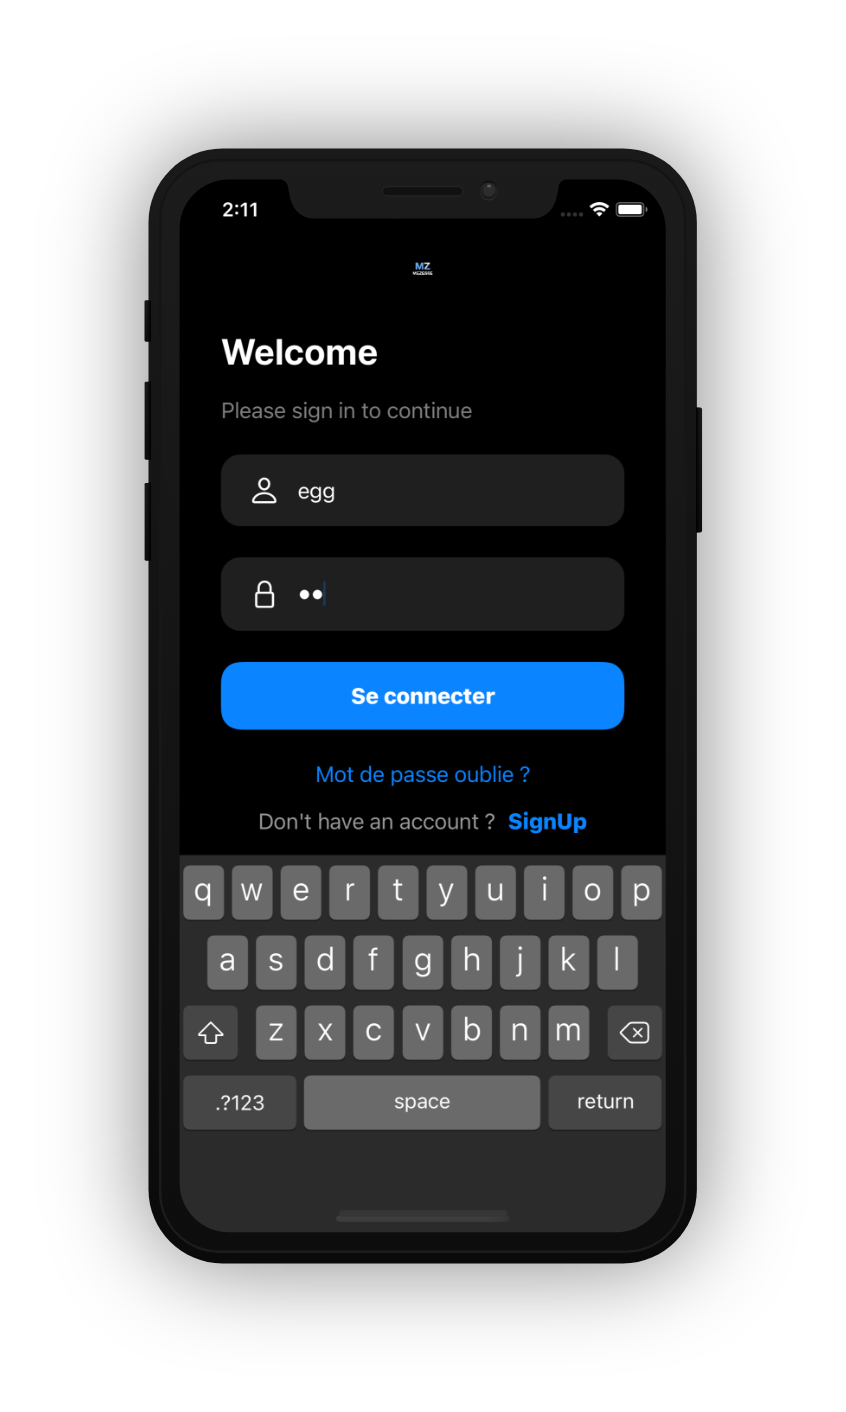 2:11
MZ
MEZERRE
Welcome
Please sign in to continue
egg
Se connecter
Mot de passe oublie ?
Don't have an account ? SignUp
q w e r t y u i o p
a s d f g h j k l
z x c v b n m
.?123 space return